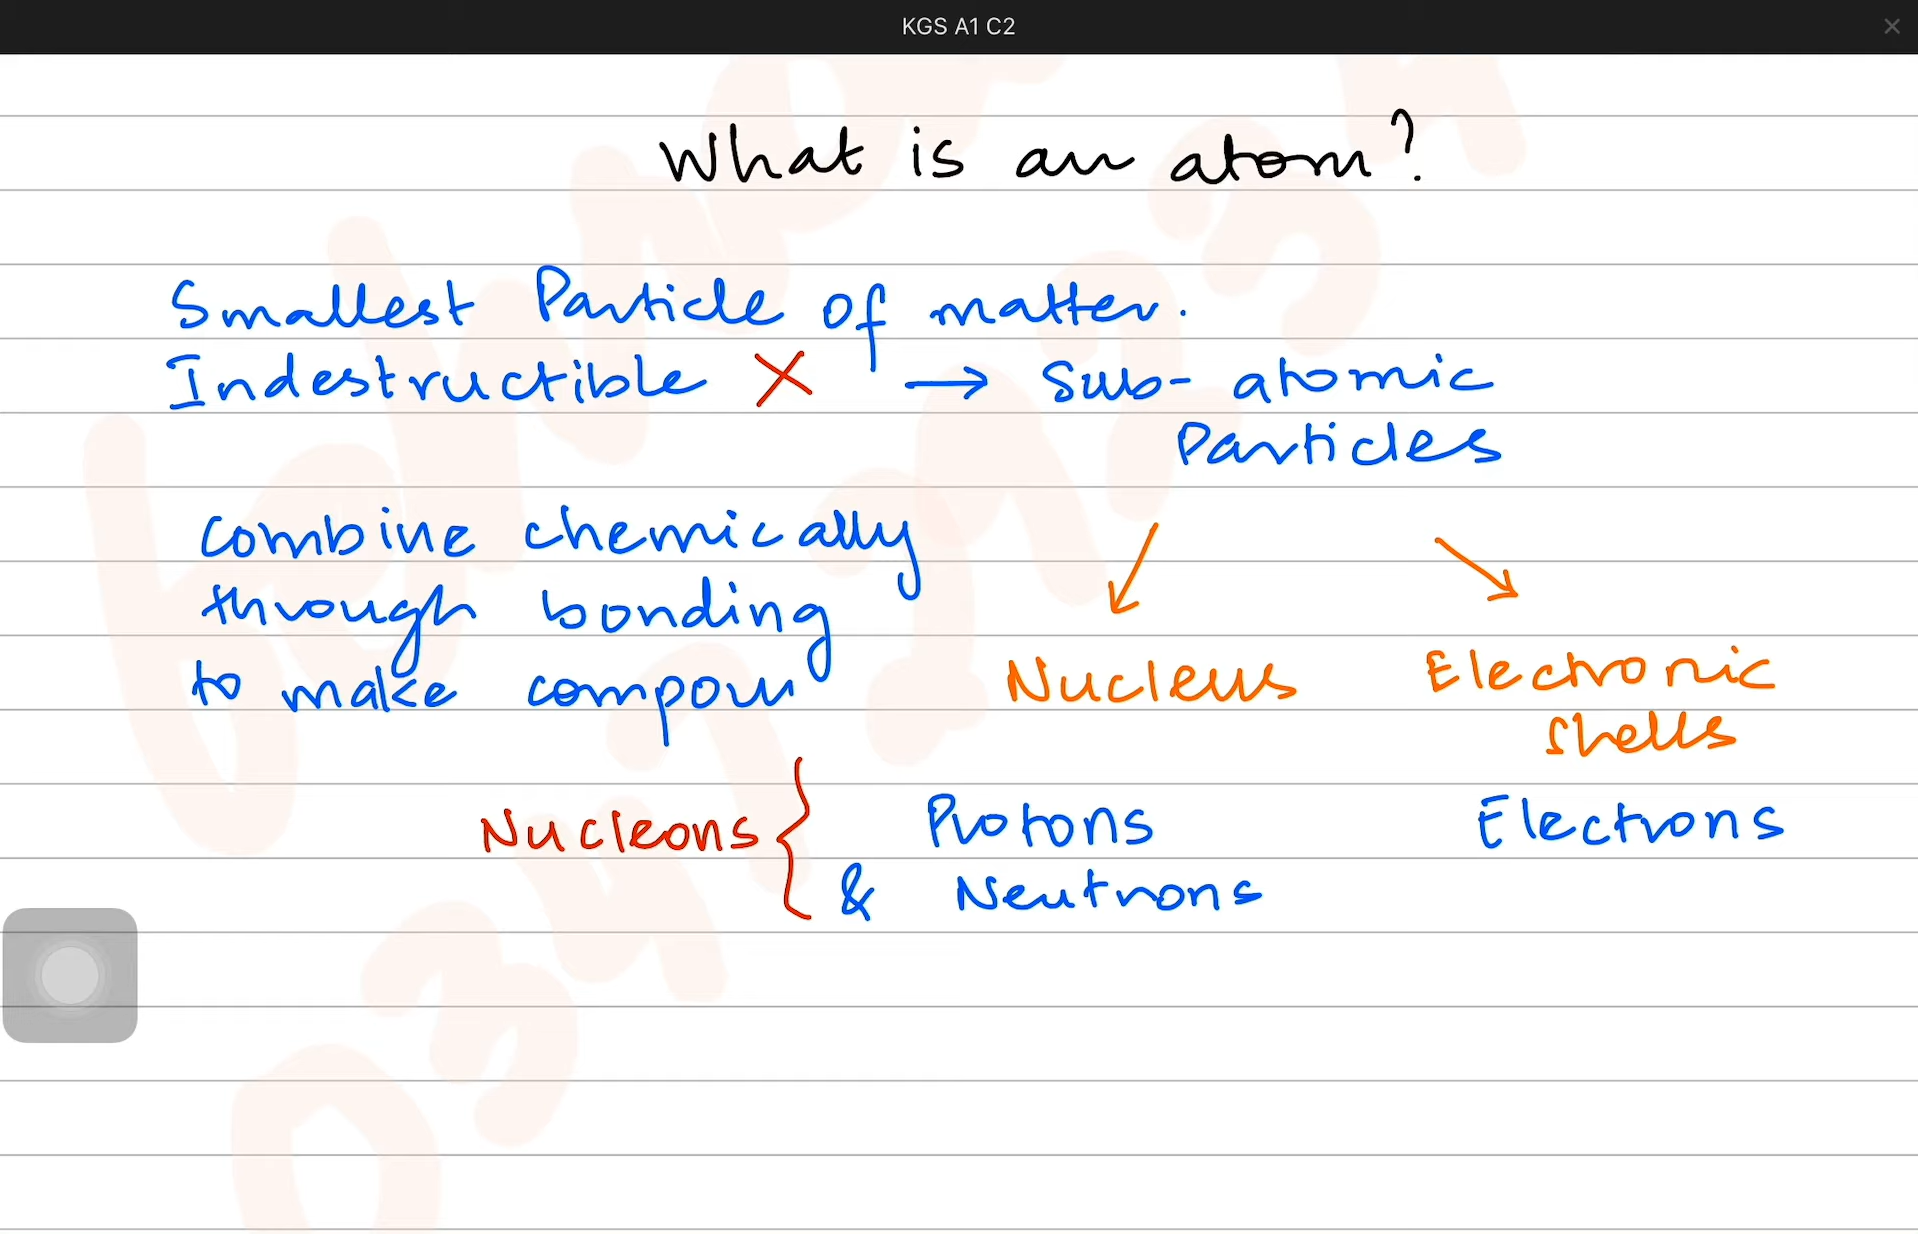 KGS A1 C2
What is an atom?
Smallest Particle of matter.
Indestructible X → Sub-atomic
Particles
Combine chemically
through bonding
to make compoun
Nucleus
Electronic
shells
Nucleons { Protons
& Neutrons
Electrons